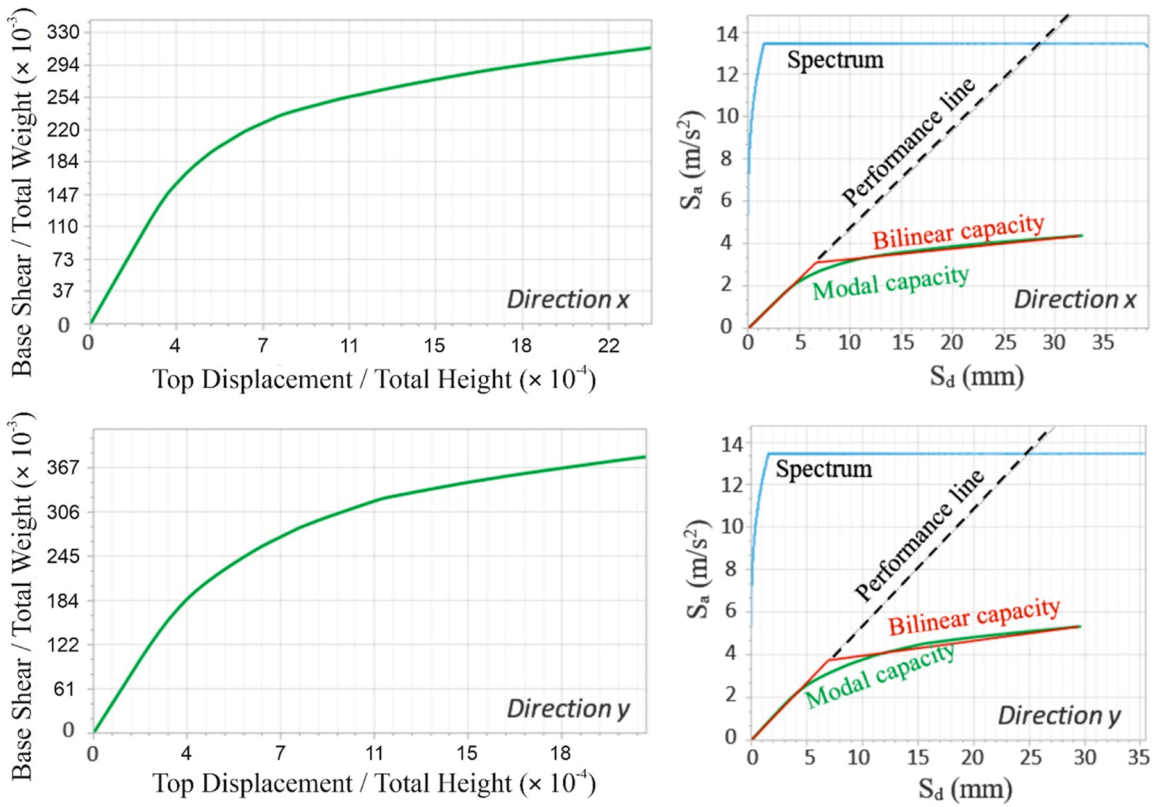 Base Shear / Total Weight (× 10⁻³)
330
294
254
220
184
147
110
73
37
0
0 4 7 11 15 18 22
Direction x
Top Displacement / Total Height (× 10⁻⁴)
Sₐ (m/s²)
14
12
10
8
6
4
2
0
Spectrum
Performance line
Bilinear capacity
Modal capacity
Direction x
0 5 10 15 20 25 30 35
S_d (mm)
Base Shear / Total Weight (× 10⁻³)
367
306
245
184
122
61
0
Direction y
0 4 7 11 15 18
Top Displacement / Total Height (× 10⁻⁴)
Sₐ (m/s²)
14
12
10
8
6
4
2
0
Spectrum
Performance line
Bilinear capacity
Modal capacity
Direction y
0 5 10 15 20 25 30 35
S_d (mm)